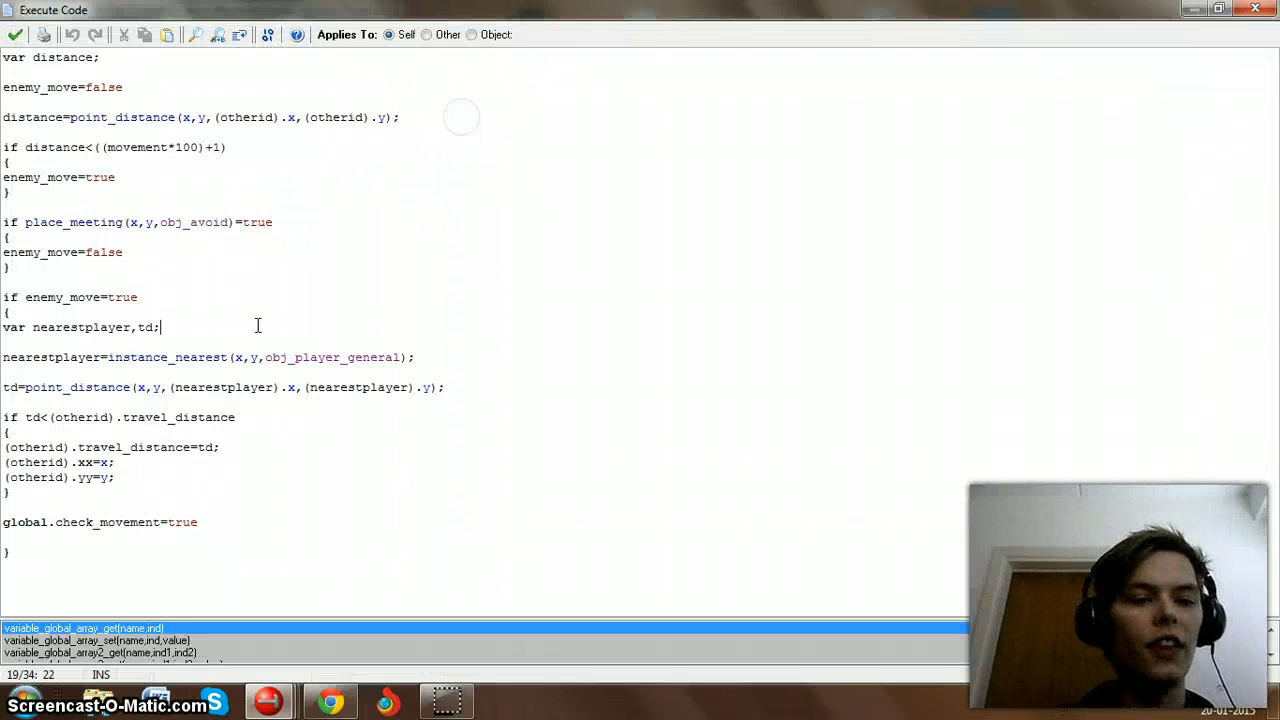 Execute Code
Applies To: Self Other Object:
var distance;
enemy_move=false
distance=point_distance(x,y,(otherid).x,(otherid).y);
if distance<((movement*100)+1)
{
enemy_move=true
}
if place_meeting(x,y,obj_avoid)=true
{
enemy_move=false
}
if enemy_move=true
{
var nearestplayer,td;
nearestplayer=instance_nearest(x,y,obj_player_general);
td=point_distance(x,y,(nearestplayer).x,(nearestplayer).y);
if td<(otherid).travel_distance
{
(otherid).travel_distance=td;
(otherid).xx=x;
(otherid).yy=y;
}
global.check_movement=true
}
variable_global_array_get(name,ind)
variable_global_array_set(name,ind,value)
variable_global_array2_get(name,ind1,ind2)
19/34: 22 INS
Screencast-O-Matic.com
20-01-2015